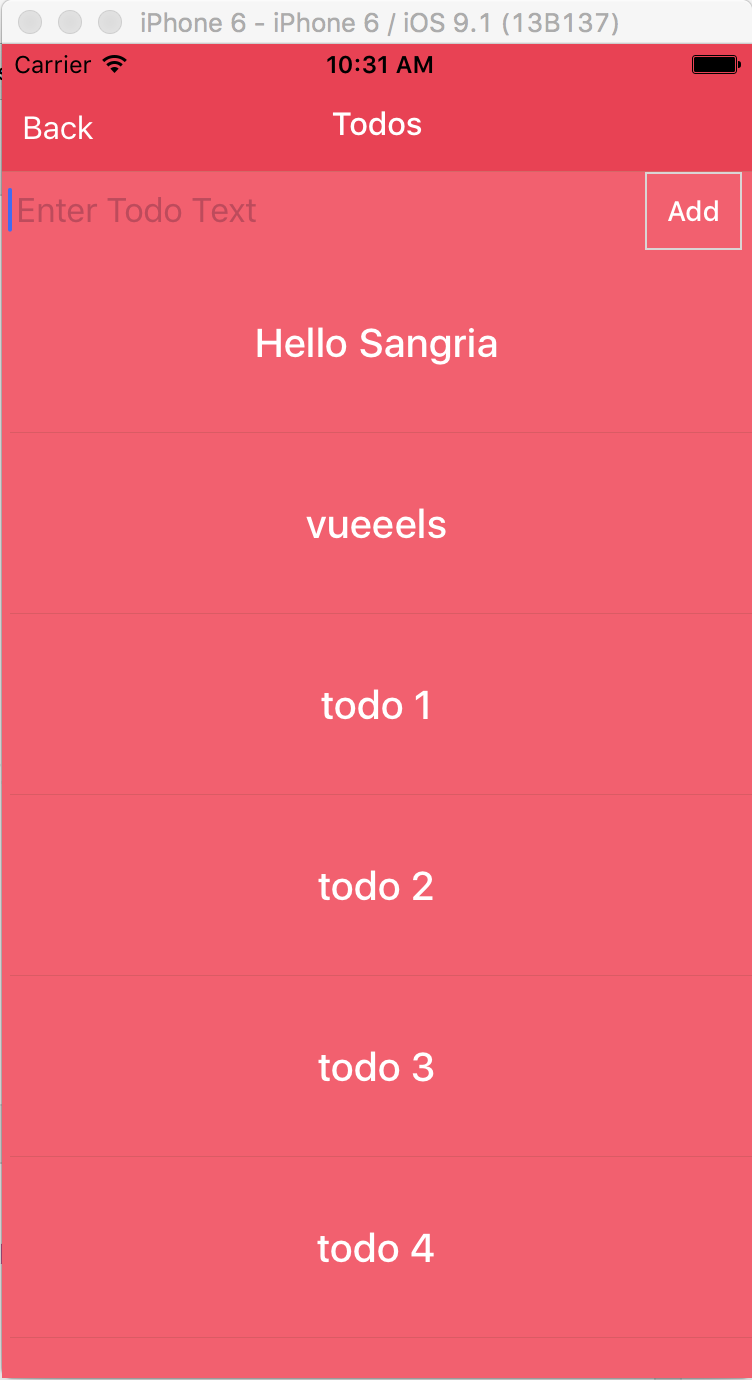 iPhone 6 - iPhone 6 / iOS 9.1 (13B137)
Carrier 10:31 AM
Back Todos
Enter Todo Text Add
Hello Sangria
vueeels
todo 1
todo 2
todo 3
todo 4